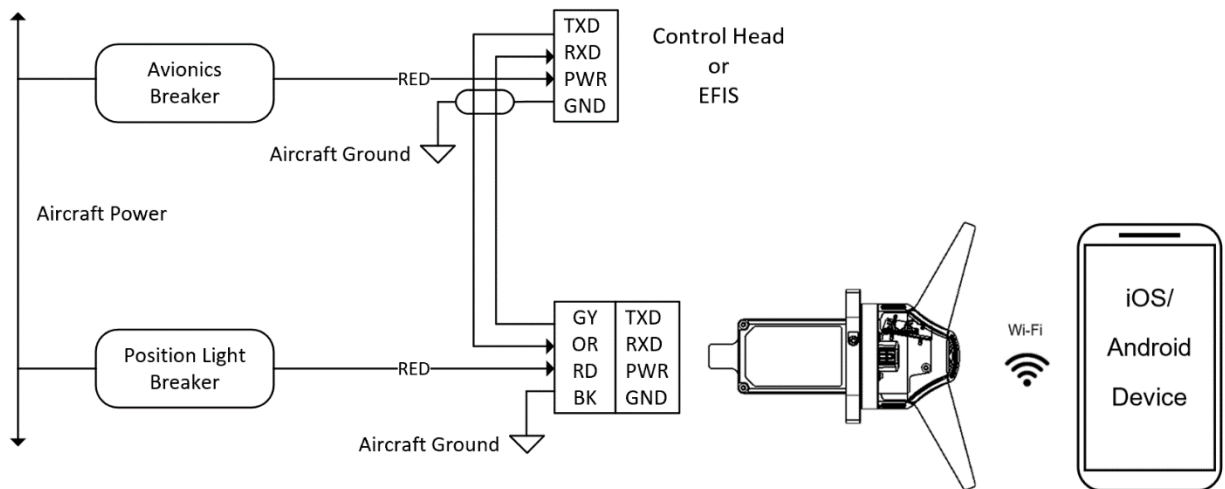 TXD
RXD
PWR
GND
Control Head
or
EFIS
Avionics
Breaker
RED
Aircraft Ground
Aircraft Power
Position Light
Breaker
RED
GY TXD
OR RXD
RD PWR
BK GND
Aircraft Ground
Wi-Fi
iOS/
Android
Device